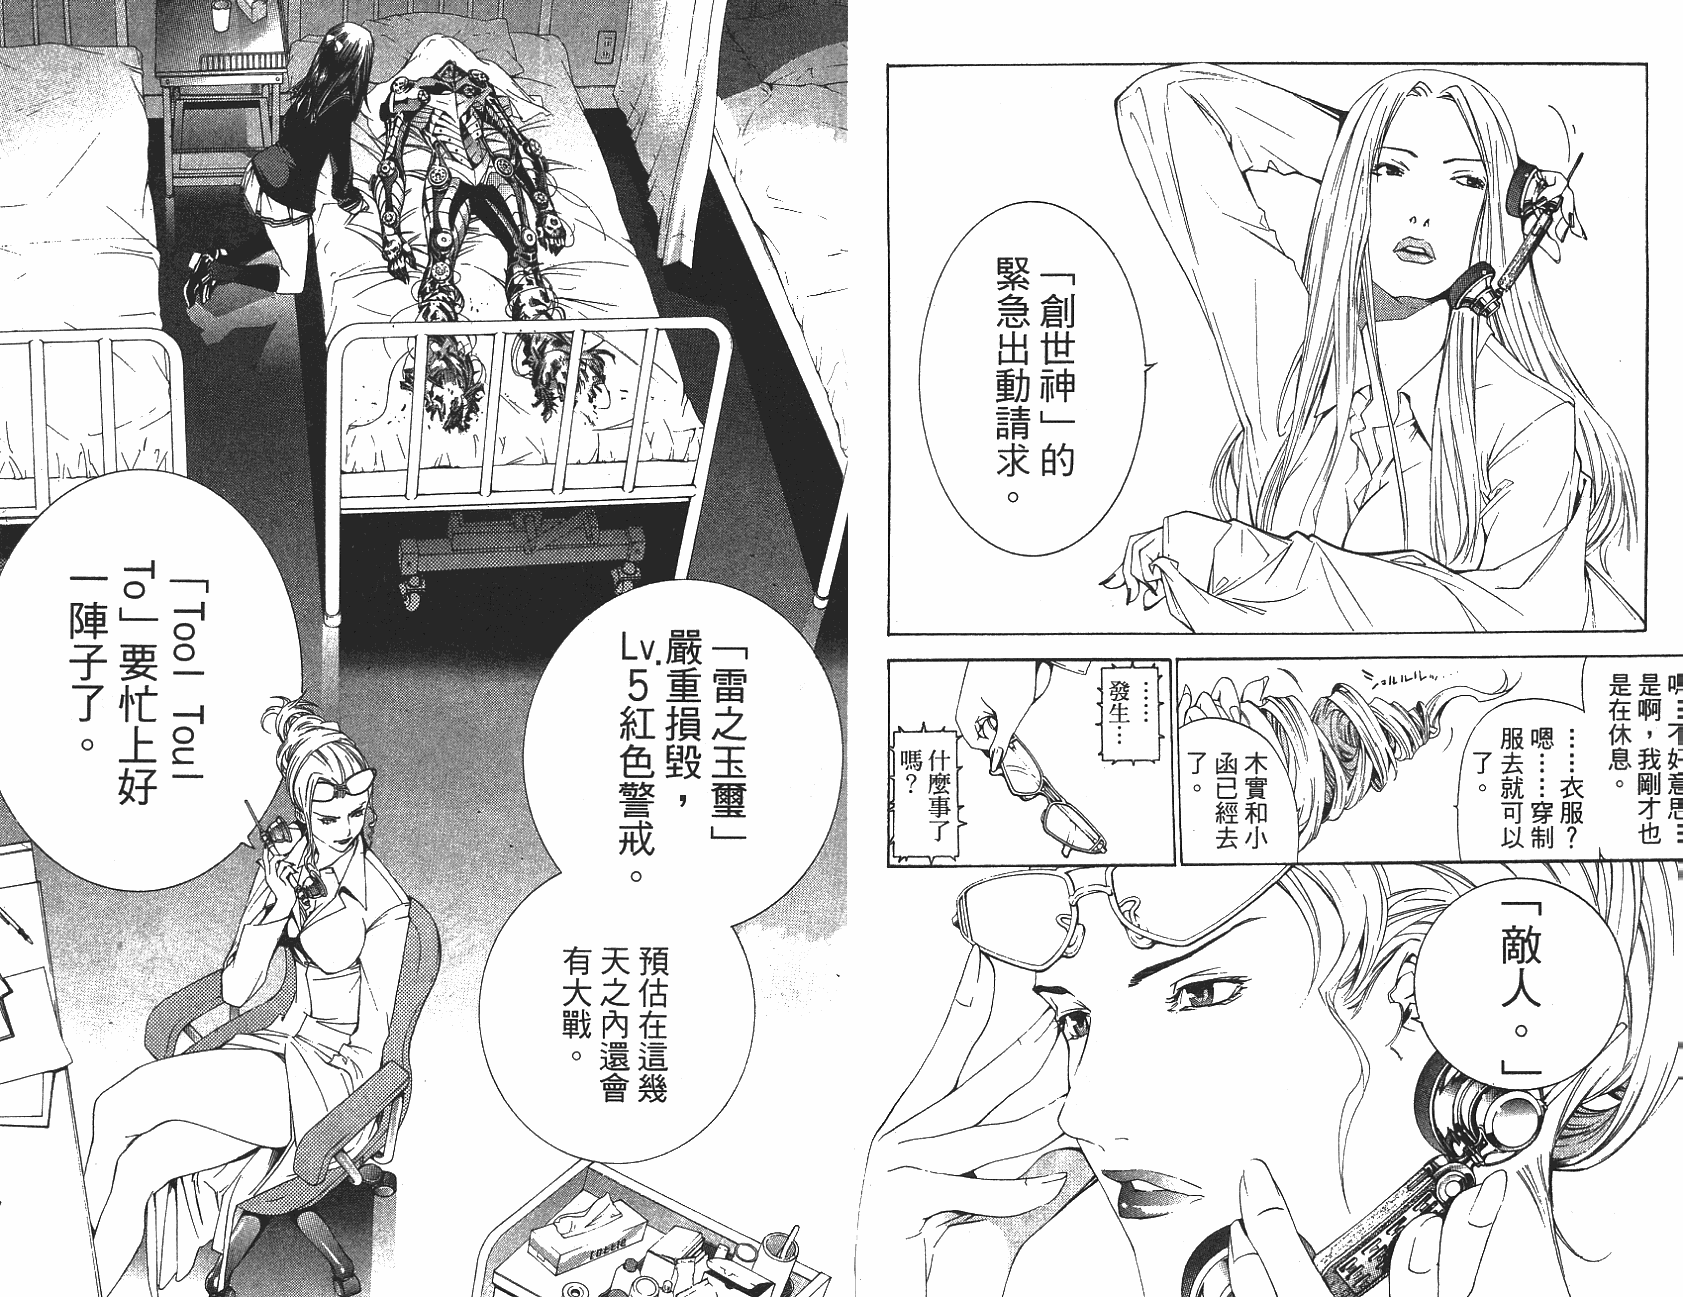 「創世神」的
緊急出動請求。
嗯…不好意思…
是啊，我剛才也
是在休息。
……衣服？
嗯……穿制
服去就可以
了。
木實和小
函已經去
了。
……
發生…
什麼事了
嗎？
「敵人。」
「雷之玉璽」
嚴重損毀，
Lv.5紅色警戒。
預估在這幾
天之內還會
有大戰。
「Tool Toul
To」要忙上好
一陣子了。